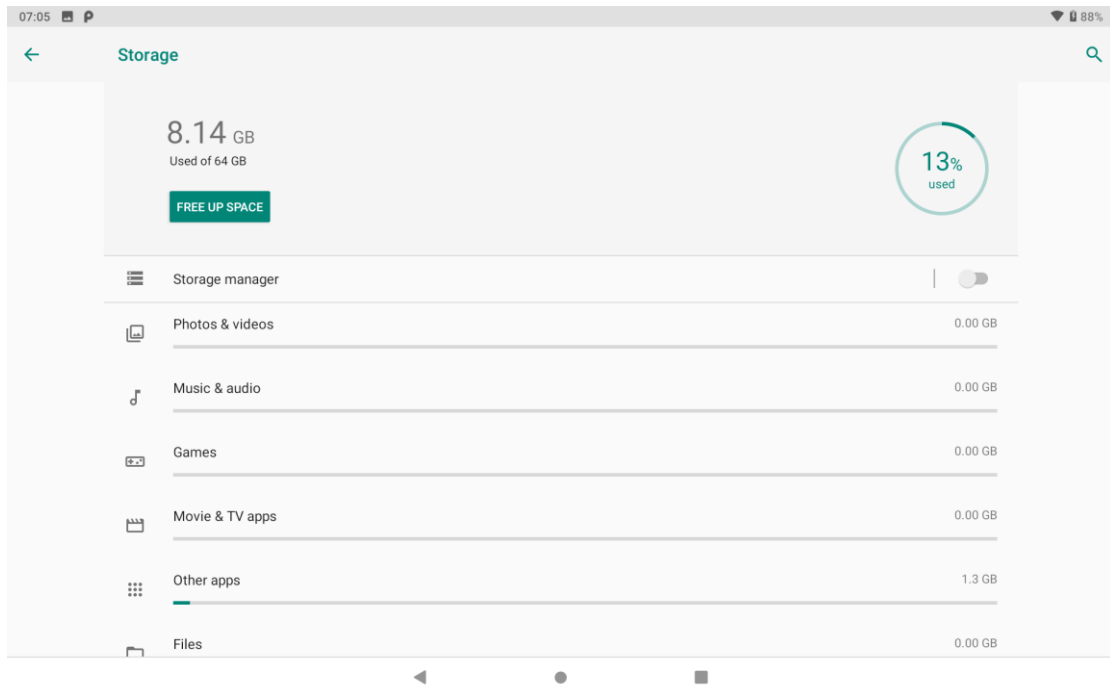 07:05 88%
Storage
8.14 GB
Used of 64 GB
13%
used
FREE UP SPACE
Storage manager
Photos & videos 0.00 GB
Music & audio 0.00 GB
Games 0.00 GB
Movie & TV apps 0.00 GB
Other apps 1.3 GB
Files 0.00 GB